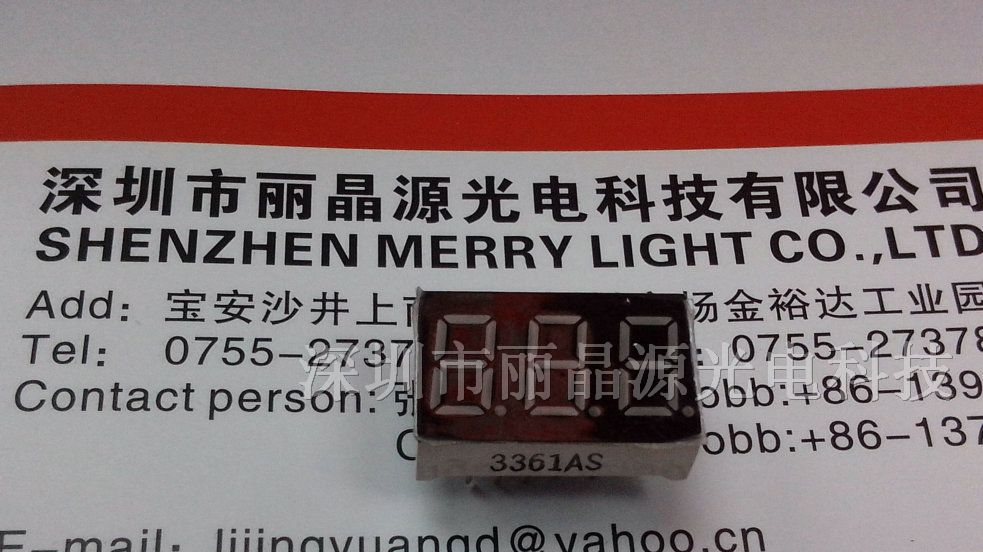 深圳市丽晶源光电科技有限公司
SHENZHEN MERRY LIGHT CO.,LTD
Add: 宝安沙井上 场金裕达工业园
Tel: 0755-2737 : 0755-27378
深圳市丽晶源光电科技
Contact person: 张 obb:+86-139
obb:+86-137
3361AS
E-mail: lijingyuangd@yahoo.cn